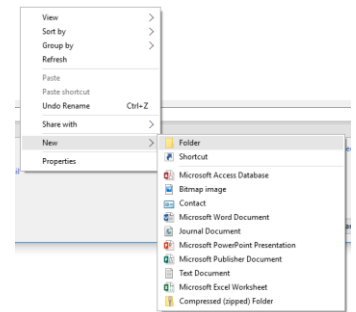 View
Sort by
Group by
Refresh
Paste
Paste shortcut
Undo Rename Ctrl+Z
Share with
New
Properties
Folder
Shortcut
Microsoft Access Database
Bitmap image
Contact
Microsoft Word Document
Journal Document
Microsoft PowerPoint Presentation
Microsoft Publisher Document
Text Document
Microsoft Excel Worksheet
Compressed (zipped) Folder